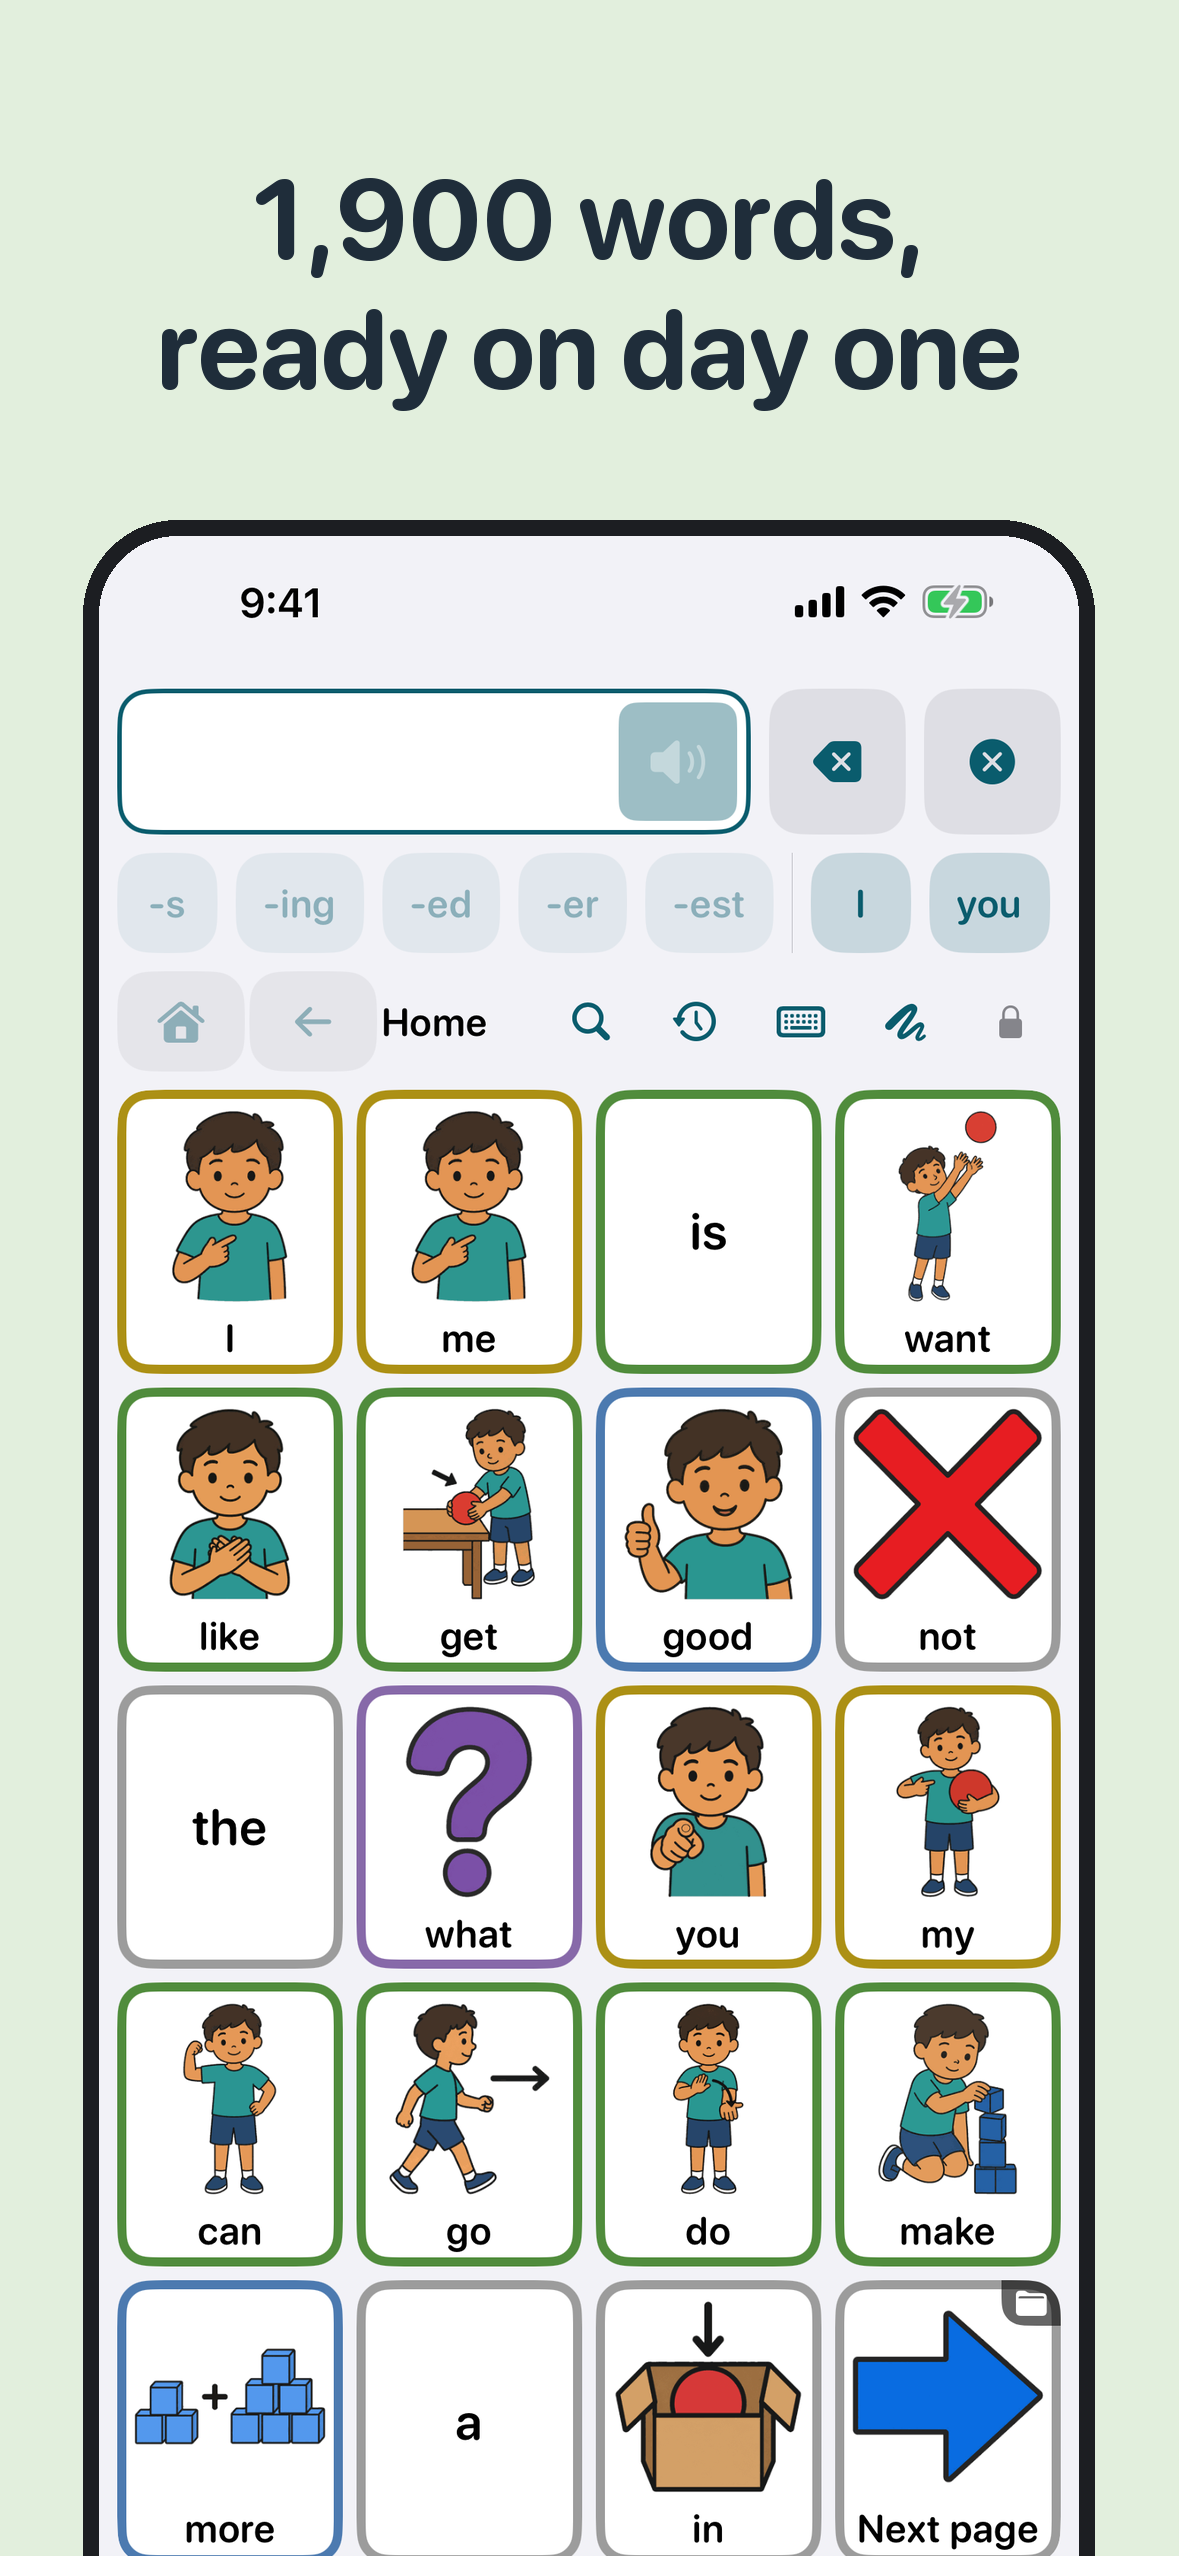 1,900 words,
ready on day one
9:41
-s -ing -ed -er -est I you
Home
I me is want
like get good not
the what you my
can go do make
more a in Next page